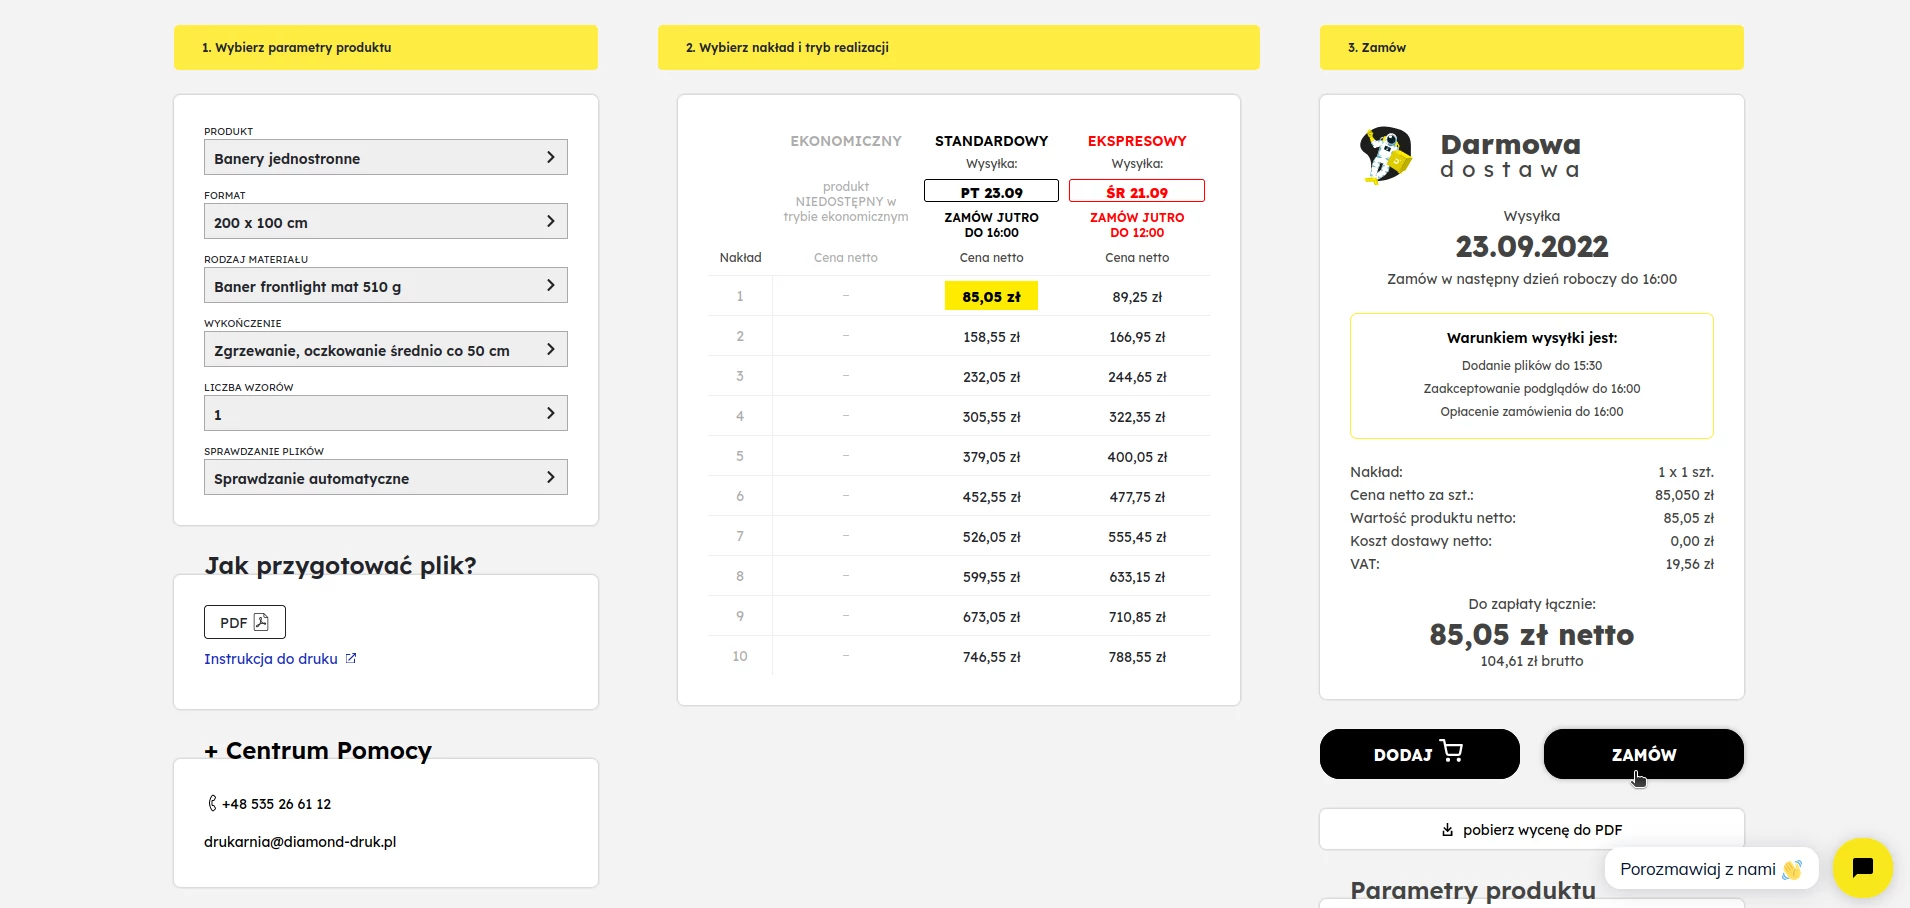 1. Wybierz parametry produktu
PRODUKT
Banery jednostronne
FORMAT
200 x 100 cm
RODZAJ MATERIAŁU
Baner frontlight mat 510 g
WYKOŃCZENIE
Zgrzewanie, oczkowanie średnio co 50 cm
LICZBA WZORÓW
1
SPRAWDZANIE PLIKÓW
Sprawdzanie automatyczne
Jak przygotować plik?
PDF
Instrukcja do druku
+ Centrum Pomocy
+48 535 26 61 12
drukarnia@diamond-druk.pl
2. Wybierz nakład i tryb realizacji
EKONOMICZNY STANDARDOWY EKSPRESOWY
Wysyłka: Wysyłka:
produkt NIEDOSTĘPNY w trybie ekonomicznym PT 23.09 ŚR 21.09
ZAMÓW JUTRO DO 16:00 ZAMÓW JUTRO DO 12:00
Nakład Cena netto Cena netto Cena netto
1 – 85,05 zł 89,25 zł
2 – 158,55 zł 166,95 zł
3 – 232,05 zł 244,65 zł
4 – 305,55 zł 322,35 zł
5 – 379,05 zł 400,05 zł
6 – 452,55 zł 477,75 zł
7 – 526,05 zł 555,45 zł
8 – 599,55 zł 633,15 zł
9 – 673,05 zł 710,85 zł
10 – 746,55 zł 788,55 zł
3. Zamów
Darmowa
dostawa
Wysyłka
23.09.2022
Zamów w następny dzień roboczy do 16:00
Warunkiem wysyłki jest:
Dodanie plików do 15:30
Zaakceptowanie podglądów do 16:00
Opłacenie zamówienia do 16:00
Nakład: 1 x 1 szt.
Cena netto za szt.: 85,050 zł
Wartość produktu netto: 85,05 zł
Koszt dostawy netto: 0,00 zł
VAT: 19,56 zł
Do zapłaty łącznie:
85,05 zł netto
104,61 zł brutto
DODAJ ZAMÓW
pobierz wycenę do PDF
Porozmawiaj z nami 👋
Parametry produktu